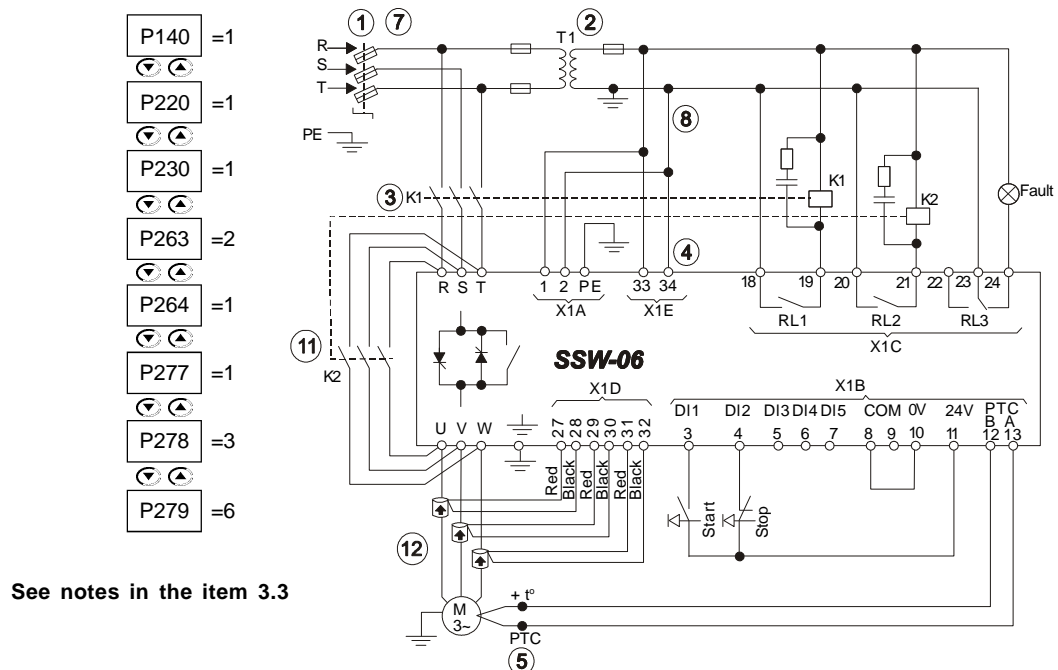 P140 =1
P220 =1
P230 =1
P263 =2
P264 =1
P277 =1
P278 =3
P279 =6
See notes in the item 3.3
1 7 2
T1
R
S
T
8
PE
K1
K2
Fault
3 K1
4
R S T 1 2 PE 33 34 18 19 20 21 22 23 24
X1A X1E RL1 RL2 RL3
X1C
11
K2
SSW-06
X1D X1B
DI1 DI2 DI3 DI4 DI5 COM 0V 24V PTC
B A
U V W 27 28 29 30 31 32 3 4 5 6 7 8 9 10 11 12 13
Red Black Red Black Red Black
Start Stop
12
+ tº
M
3~
PTC
5